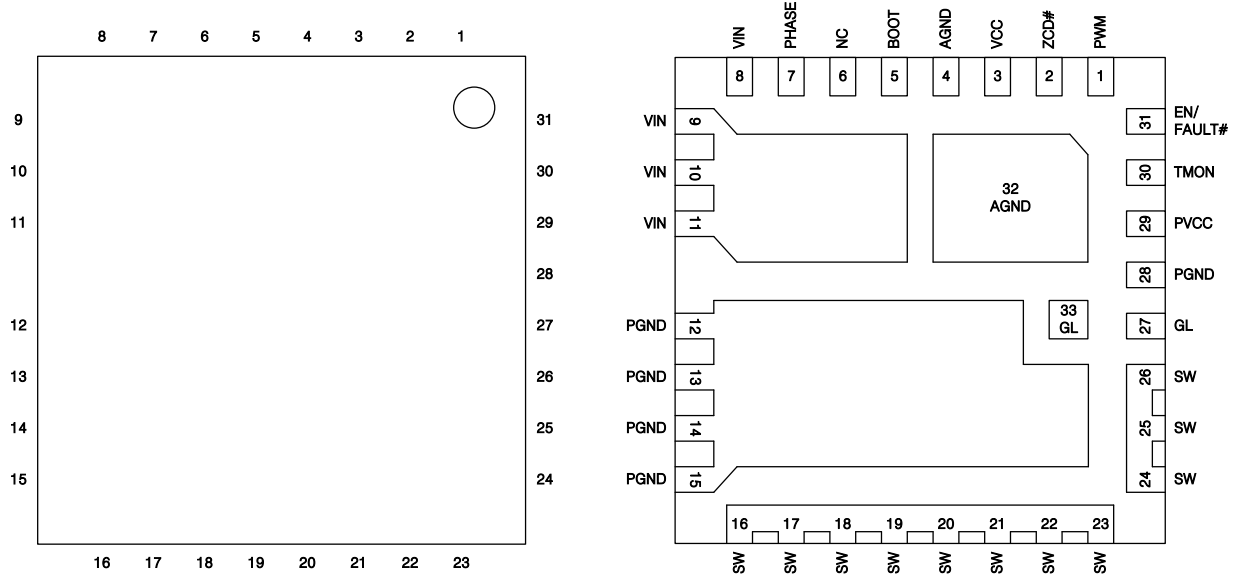 8 7 6 5 4 3 2 1
9
10
11
12
13
14
15
31
30
29
28
27
26
25
24
16 17 18 19 20 21 22 23
VIN PHASE NC BOOT AGND VCC ZCD# PWM
8 7 6 5 4 3 2 1
VIN 9
VIN 10
VIN 11
PGND 12
PGND 13
PGND 14
PGND 15
32
AGND
33
GL
31 EN/
FAULT#
30 TMON
29 PVCC
28 PGND
27 GL
26 SW
25 SW
24 SW
16 17 18 19 20 21 22 23
SW SW SW SW SW SW SW SW